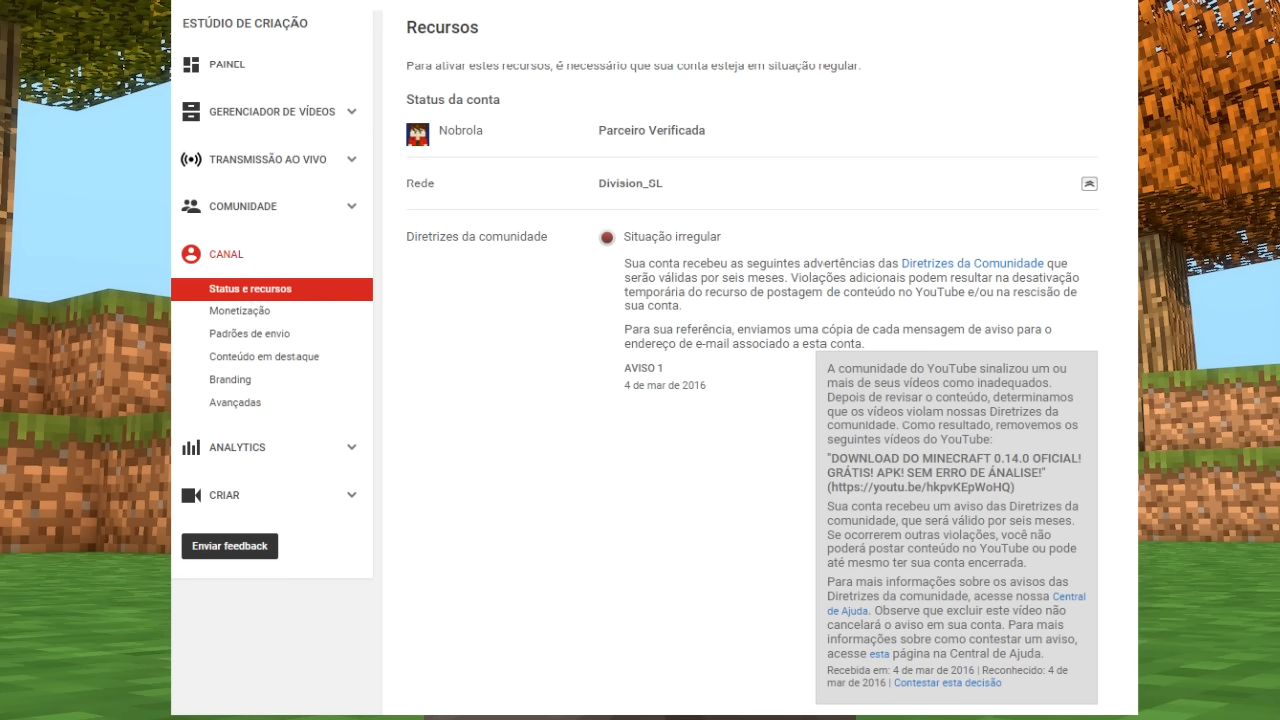 ESTÚDIO DE CRIAÇÃO
PAINEL
GERENCIADOR DE VÍDEOS
TRANSMISSÃO AO VIVO
COMUNIDADE
CANAL
Status e recursos
Monetização
Padrões de envio
Conteúdo em destaque
Branding
Avançadas
ANALYTICS
CRIAR
Enviar feedback
Recursos
Para ativar estes recursos, é necessário que sua conta esteja em situação regular.
Status da conta
Nobrola Parceiro Verificada
Rede Division_SL
Diretrizes da comunidade Situação irregular
Sua conta recebeu as seguintes advertências das Diretrizes da Comunidade que
serão válidas por seis meses. Violações adicionais podem resultar na desativação
temporária do recurso de postagem de conteúdo no YouTube e/ou na rescisão de
sua conta.
Para sua referência, enviamos uma cópia de cada mensagem de aviso para o
endereço de e-mail associado a esta conta.
AVISO 1
4 de mar de 2016
A comunidade do YouTube sinalizou um ou
mais de seus vídeos como inadequados.
Depois de revisar o conteúdo, determinamos
que os vídeos violam nossas Diretrizes da
comunidade. Como resultado, removemos os
seguintes vídeos do YouTube:
"DOWNLOAD DO MINECRAFT 0.14.0 OFICIAL!
GRÁTIS! APK! SEM ERRO DE ÁNALISE!"
(https://youtu.be/hkpvKEpWoHQ)
Sua conta recebeu um aviso das Diretrizes da
comunidade, que será válido por seis meses.
Se ocorrerem outras violações, você não
poderá postar conteúdo no YouTube ou pode
até mesmo ter sua conta encerrada.
Para mais informações sobre os avisos das
Diretrizes da comunidade, acesse nossa Central
de Ajuda. Observe que excluir este vídeo não
cancelará o aviso em sua conta. Para mais
informações sobre como contestar um aviso,
acesse esta página na Central de Ajuda.
Recebida em: 4 de mar de 2016 | Reconhecido: 4 de
mar de 2016 | Contestar esta decisão